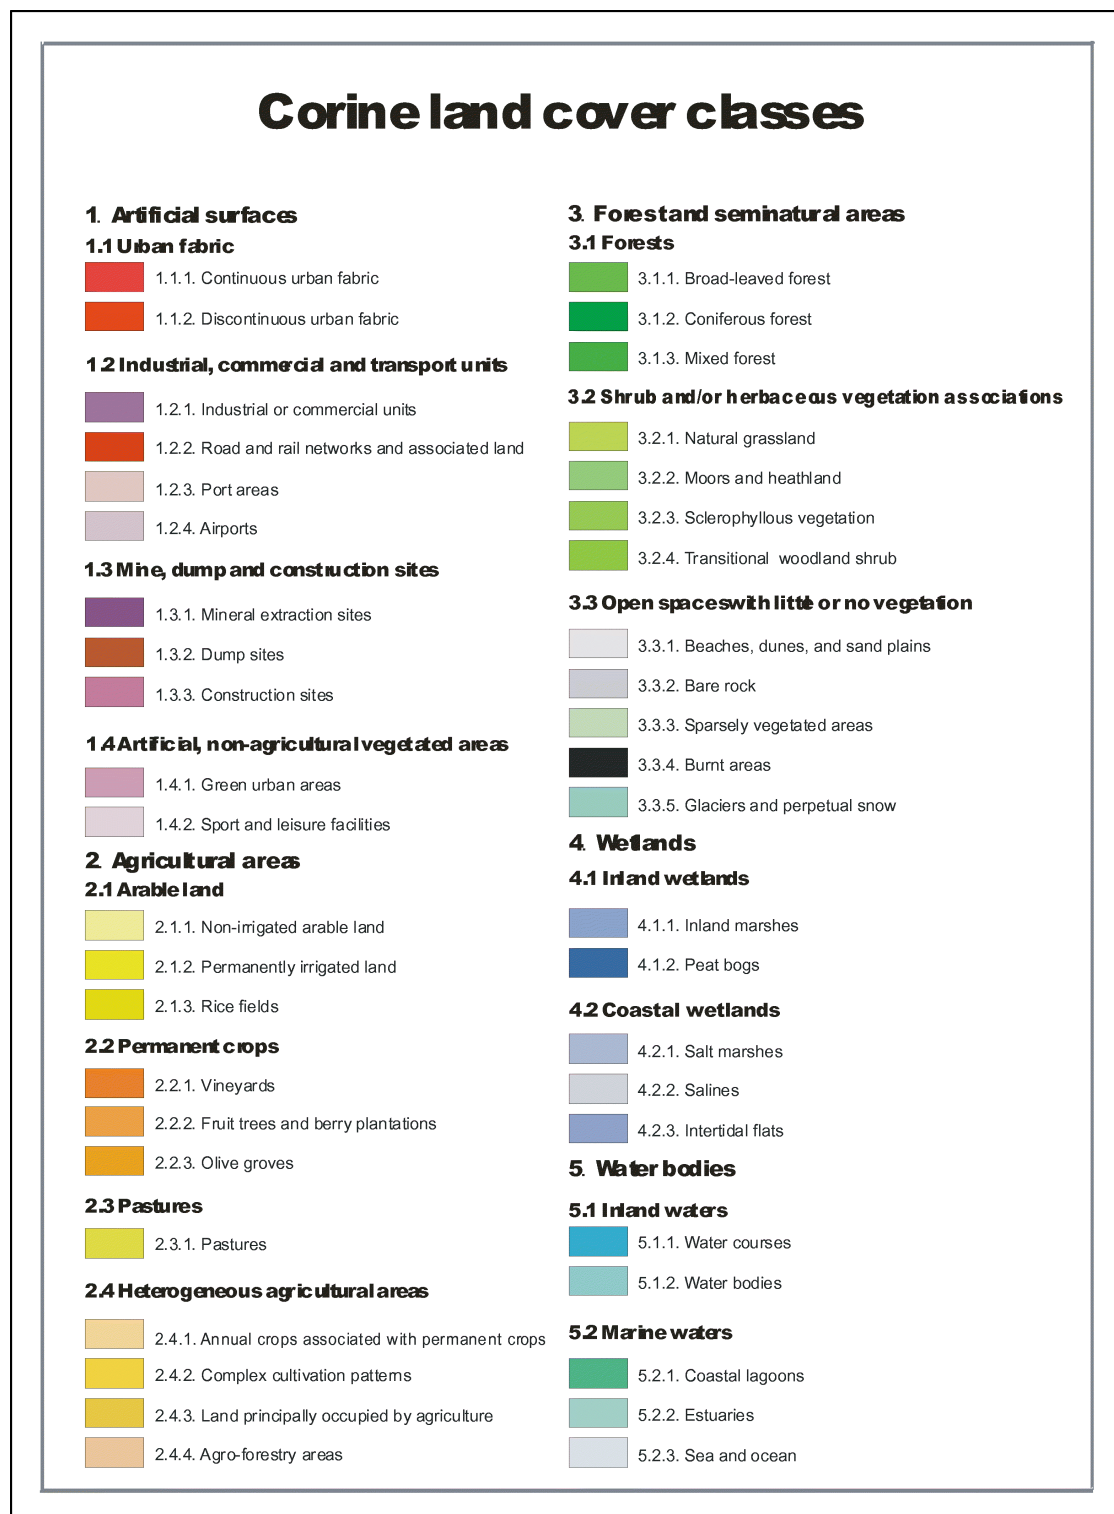 Corine land cover classes
1. Artificial surfaces
1.1 Urban fabric
1.1.1. Continuous urban fabric
1.1.2. Discontinuous urban fabric
1.2 Industrial, commercial and transport units
1.2.1. Industrial or commercial units
1.2.2. Road and rail networks and associated land
1.2.3. Port areas
1.2.4. Airports
1.3 Mine, dump and construction sites
1.3.1. Mineral extraction sites
1.3.2. Dump sites
1.3.3. Construction sites
1.4 Artificial, non-agricultural vegetated areas
1.4.1. Green urban areas
1.4.2. Sport and leisure facilities
2. Agricultural areas
2.1 Arable land
2.1.1. Non-irrigated arable land
2.1.2. Permanently irrigated land
2.1.3. Rice fields
2.2 Permanent crops
2.2.1. Vineyards
2.2.2. Fruit trees and berry plantations
2.2.3. Olive groves
2.3 Pastures
2.3.1. Pastures
2.4 Heterogeneous agricultural areas
2.4.1. Annual crops associated with permanent crops
2.4.2. Complex cultivation patterns
2.4.3. Land principally occupied by agriculture
2.4.4. Agro-forestry areas
3. Forest and seminatural areas
3.1 Forests
3.1.1. Broad-leaved forest
3.1.2. Coniferous forest
3.1.3. Mixed forest
3.2 Shrub and/or herbaceous vegetation associations
3.2.1. Natural grassland
3.2.2. Moors and heathland
3.2.3. Sclerophyllous vegetation
3.2.4. Transitional woodland shrub
3.3 Open spaces with little or no vegetation
3.3.1. Beaches, dunes, and sand plains
3.3.2. Bare rock
3.3.3. Sparsely vegetated areas
3.3.4. Burnt areas
3.3.5. Glaciers and perpetual snow
4. Wetlands
4.1 Inland wetlands
4.1.1. Inland marshes
4.1.2. Peat bogs
4.2 Coastal wetlands
4.2.1. Salt marshes
4.2.2. Salines
4.2.3. Intertidal flats
5. Water bodies
5.1 Inland waters
5.1.1. Water courses
5.1.2. Water bodies
5.2 Marine waters
5.2.1. Coastal lagoons
5.2.2. Estuaries
5.2.3. Sea and ocean